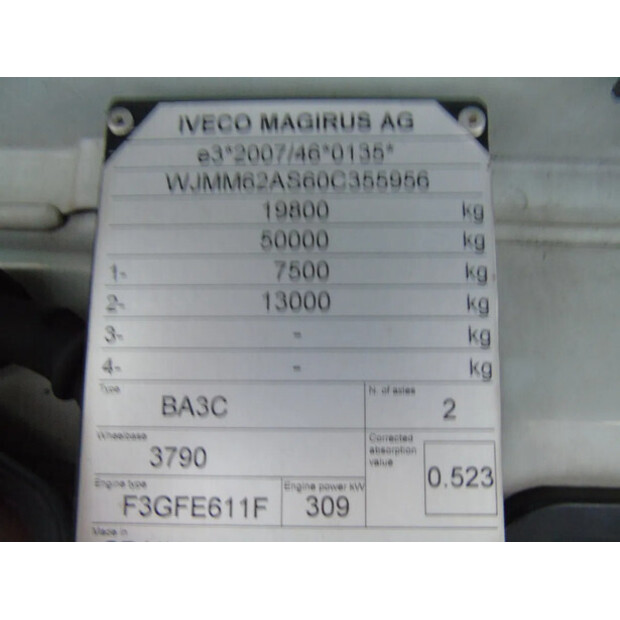 IVECO MAGIRUS AG
e3*2007/46*0135*
WJMM62AS60C355956
19800 kg
50000 kg
1- 7500 kg
2- 13000 kg
3- - kg
4- - kg
Type BA3C
N. of axles 2
Wheelbase 3790
Corrected absorption value 0.523
Engine type F3GFE611F
Engine power kW 309
Made in